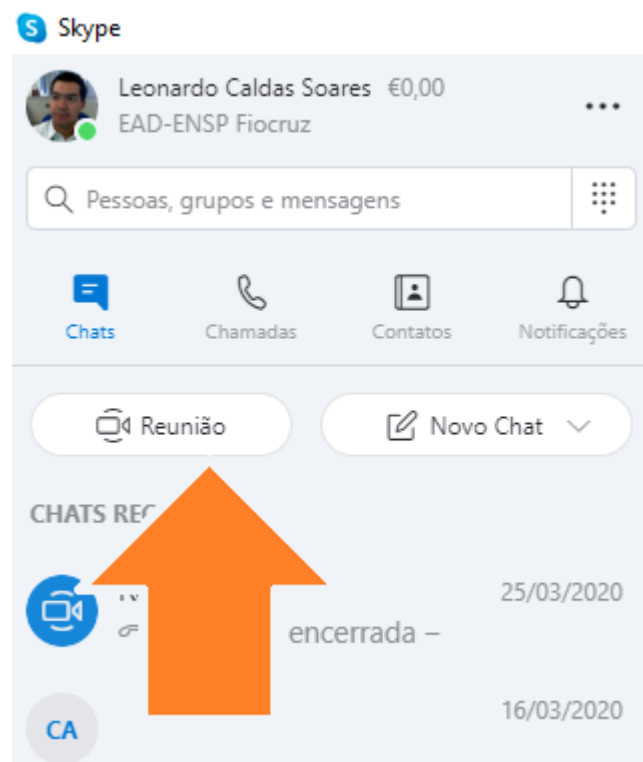 Skype
Leonardo Caldas Soares €0,00
EAD-ENSP Fiocruz
Pessoas, grupos e mensagens
Chats Chamadas Contatos Notificações
Reunião Novo Chat
CHATS
25/03/2020
encerrada –
16/03/2020
CA